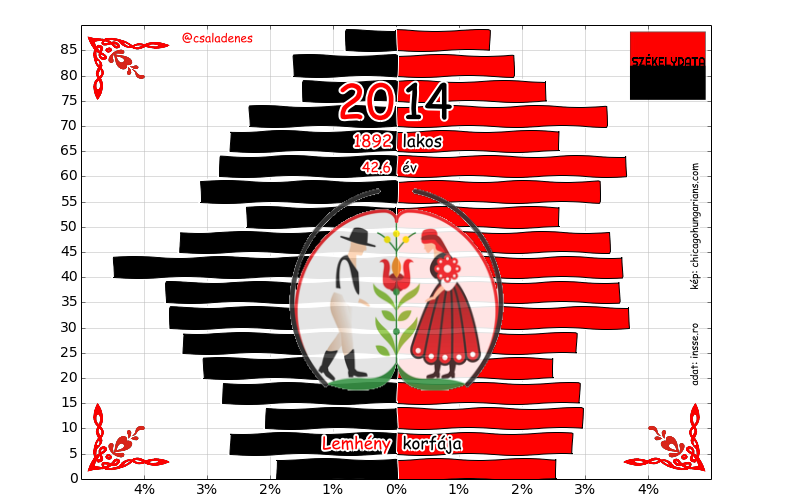 @csaladenes
SZÉKELYDATA
2014
1892 lakos
42.6 év
kép: chicagohungarians.com
adat: insse.ro
Lemhény korfája
85
80
75
70
65
60
55
50
45
40
35
30
25
20
15
10
5
0
4% 3% 2% 1% 0% 1% 2% 3% 4%